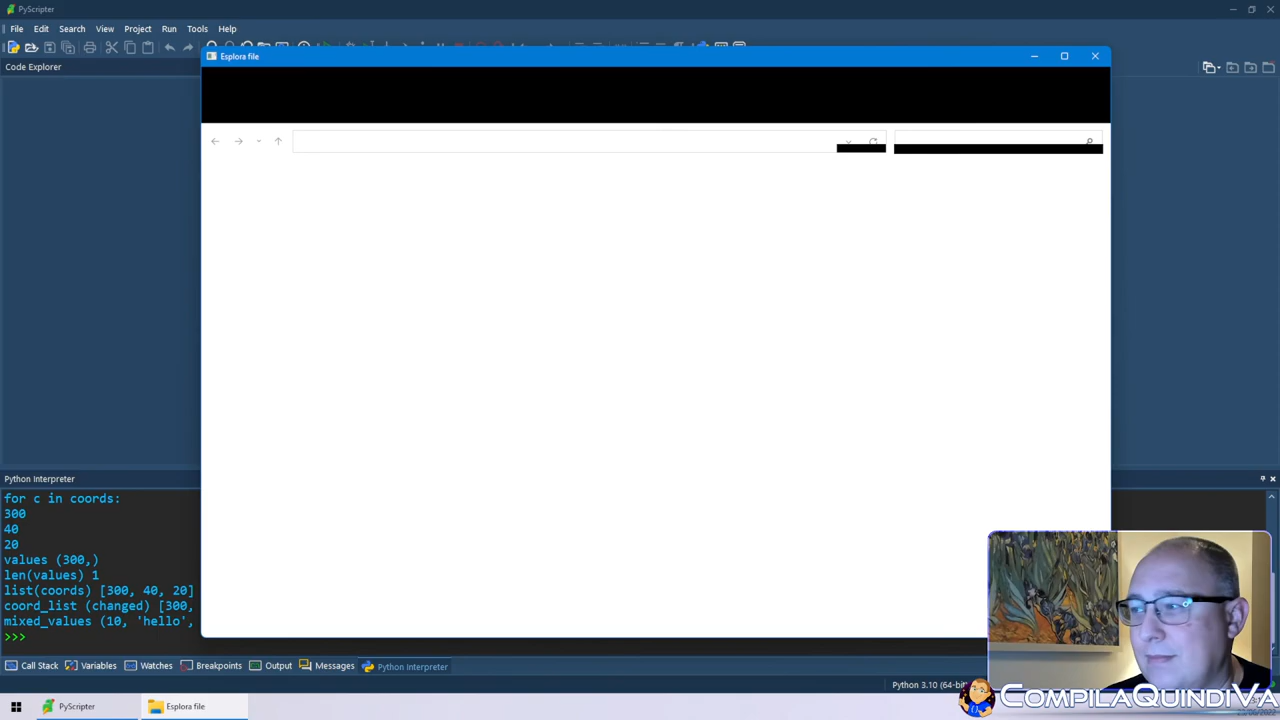 PyScripter
File Edit Search View Project Run Tools Help
Code Explorer
Esplora file
Python Interpreter
for c in coords:
300
40
20
values (300,)
len(values) 1
list(coords) [300, 40, 20]
coord_list (changed) [300,
mixed_values (10, 'hello',
>>>
Call Stack Variables Watches Breakpoints Output Messages Python Interpreter
Python 3.10 (64-bit)
PyScripter Esplora file
COMPILAQUINDIVA